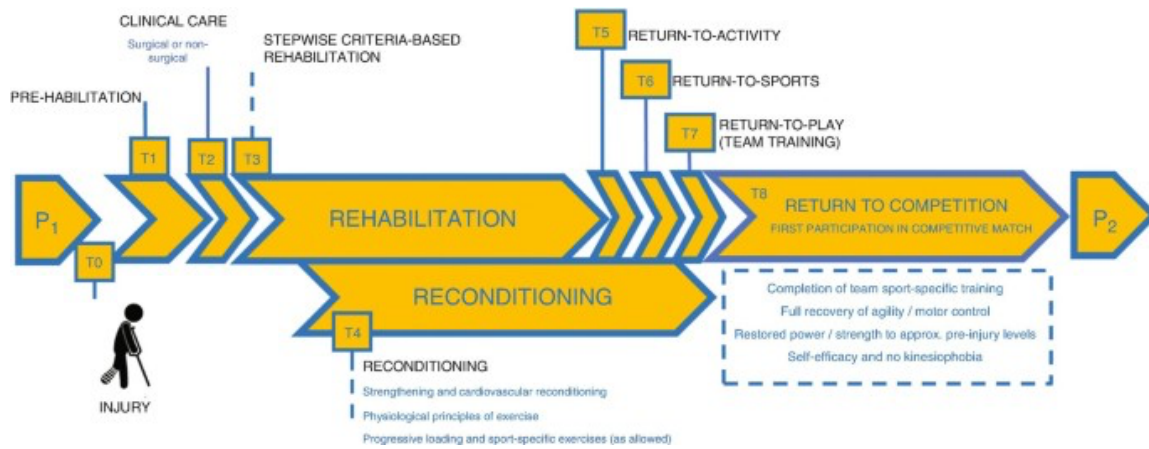 CLINICAL CARE
Surgical or non-
surgical
STEPWISE CRITERIA-BASED
REHABILITATION
PRE-HABILITATION
T5
RETURN-TO-ACTIVITY
T6
RETURN-TO-SPORTS
T7
RETURN-TO-PLAY
(TEAM TRAINING)
T1
T2
T3
P1
REHABILITATION
T8
RETURN TO COMPETITION
FIRST PARTICIPATION IN COMPETITIVE MATCH
P2
T0
RECONDITIONING
T4
INJURY
RECONDITIONING
Strengthening and cardiovascular reconditioning
Physiological principles of exercise
Progressive loading and sport-specific exercises (as allowed)
Completion of team sport-specific training
Full recovery of agility / motor control
Restored power / strength to approx. pre-injury levels
Self-efficacy and no kinesiophobia